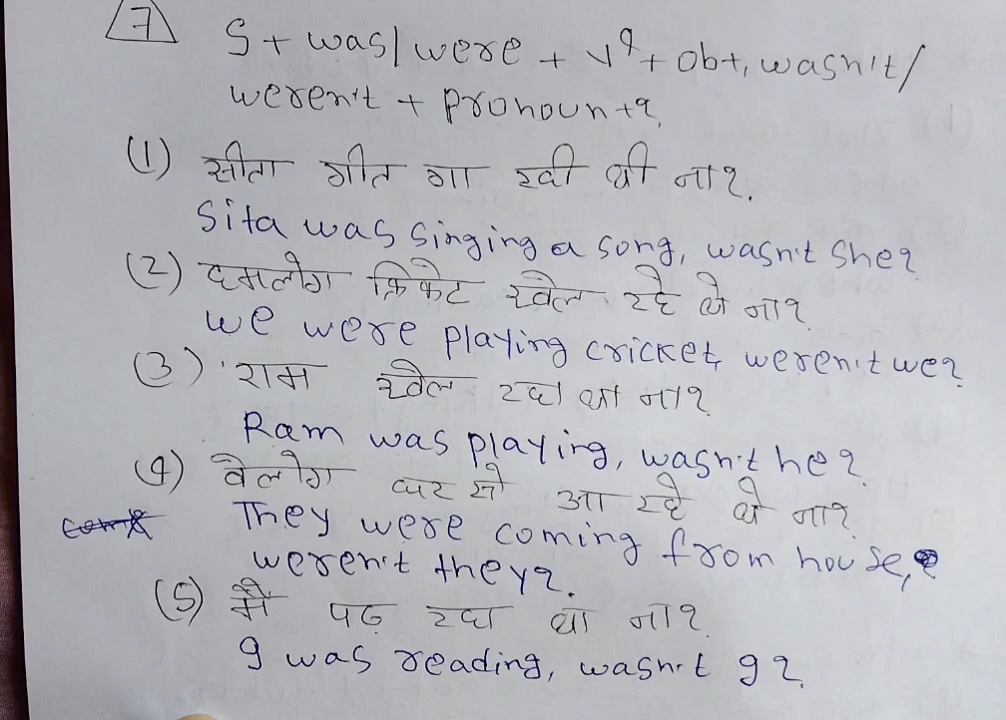 7 S + was/were + V⁴ + obt, wasn't/
weren't + pronoun + ?
(1) सीता गीत गा रही थी ना?
Sita was singing a song, wasn't she?
(2) हमलोग क्रिकेट खेल रहे थे ना?
we were playing cricket, weren't we?
(3) राम खेल रहा था ना?
Ram was playing, wasn't he?
(4) वेलोग घर से आ रहे थे ना?
They were coming from house,
weren't they?
(5) मैं पढ़ रहा था ना?
I was reading, wasn't I?